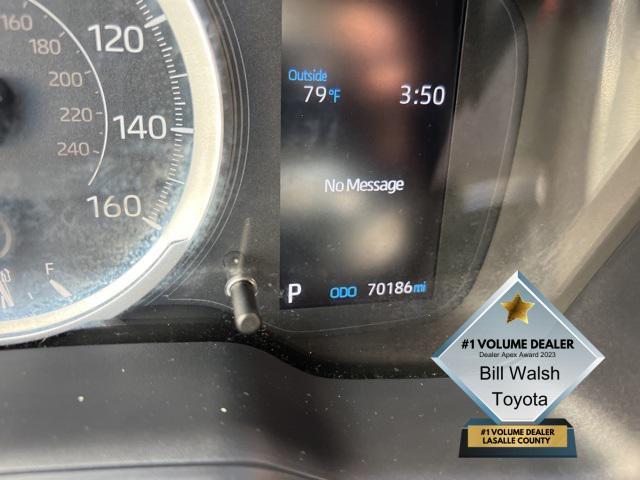 160
180
200
220
240
120
140
160
F
Outside
79°F 3:50
No Message
P ODO 70186 mi
#1 VOLUME DEALER
Dealer Apex Award 2023
Bill Walsh
Toyota
#1 VOLUME DEALER
LASALLE COUNTY